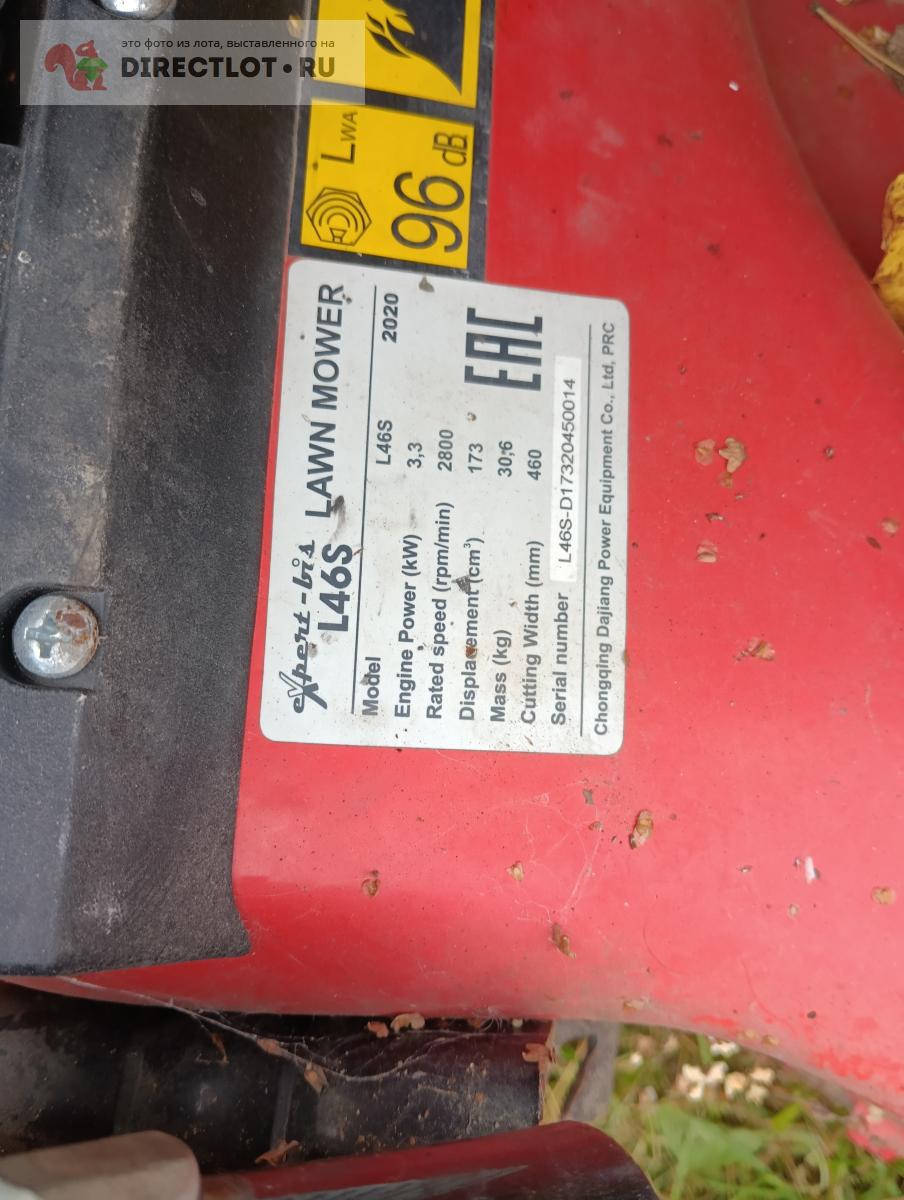 это фото из лота, выставленного на
DIRECTLOT•RU
LWA
96 dB
eXpert-bis
L46S LAWN MOWER
Model L46S 2020
Engine Power (kW) 3,3
Rated speed (rpm/min) 2800
Displacement (cm³) 173
Mass (kg) 30,6
Cutting Width (mm) 460
EAC
Serial number L46S-D17320450014
Chongqing Dajiang Power Equipment Co., Ltd, PRC